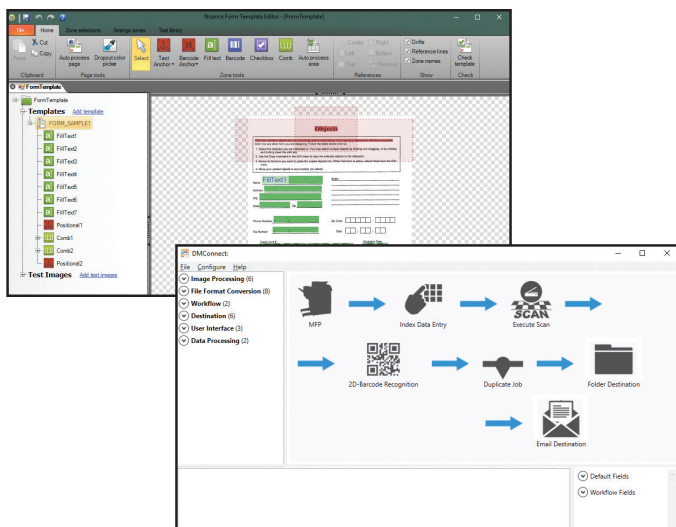 Nuance Form Template Editor - [FormTemplate]
File Home Zone selections Arrange zones Test library
Paste Cut Copy Auto process page Dropout color picker Select Text Anchor Barcode Anchor Fill text Barcode Checkbox Comb Auto process area Create Right Left Bottom Top Remove Drifts Reference lines Zone names Check template
Clipboard Page tools Zone tools References Show Check
FormTemplate
FormTemplate
Templates Add template
FORM_SAMPLE1
FillText1
FillText2
FillText3
FillText4
FillText5
FillText6
FillText7
Positional1
Comb1
Comb2
Positional2
Test Images Add test images
Objects
Name FillText1
Address
City
State Zip
Phone Number Zip Code
Fax Number Date
DMConnect:
File Configure Help
Image Processing (6)
File Format Conversion (8)
Workflow (2)
Destination (6)
User Interface (3)
Data Processing (2)
MFP Index Data Entry SCAN Execute Scan
2D-Barcode Recognition Duplicate Job Folder Destination
Email Destination
Default Fields
Workflow Fields